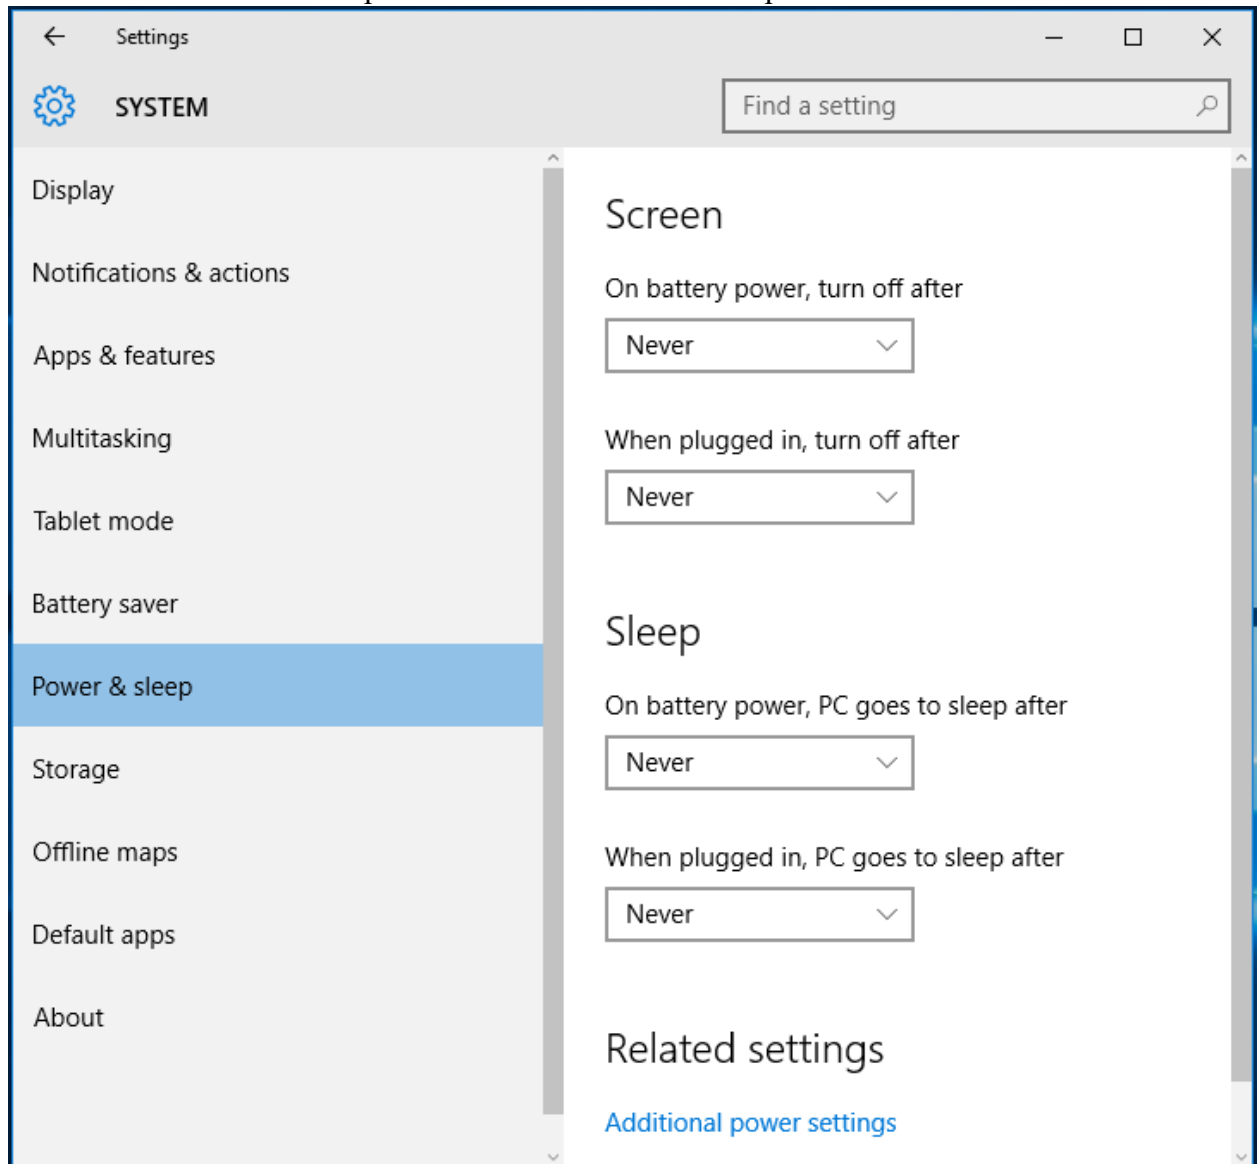 Settings
SYSTEM
Find a setting
Display
Notifications & actions
Apps & features
Multitasking
Tablet mode
Battery saver
Power & sleep
Storage
Offline maps
Default apps
About
Screen
On battery power, turn off after
Never
When plugged in, turn off after
Never
Sleep
On battery power, PC goes to sleep after
Never
When plugged in, PC goes to sleep after
Never
Related settings
Additional power settings